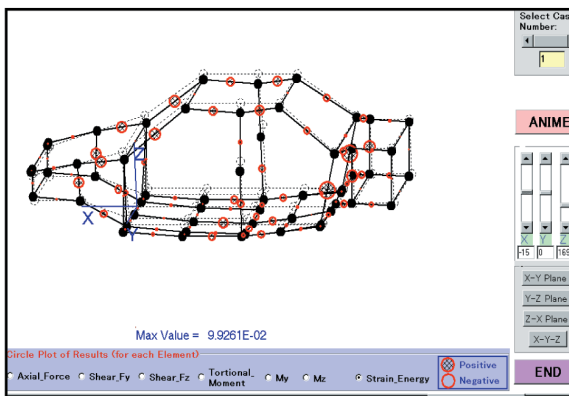 Select Cas
Number:
1
ANIME
Z
X
Y
X Y Z
-15 0 165
X-Y Plane
Y-Z Plane
Z-X Plane
X-Y-Z
END
Max Value = 9.9261E-02
Circle Plot of Results (for each Element)
Axial_Force Shear_Fy Shear_Fz Tortional_ Moment My Mz Strain_Energy
Positive
Negative